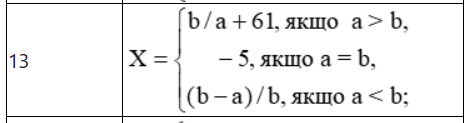 b/a + 61, якщо a > b,
13 X = { – 5, якщо a = b,
(b – a)/b, якщо a < b;